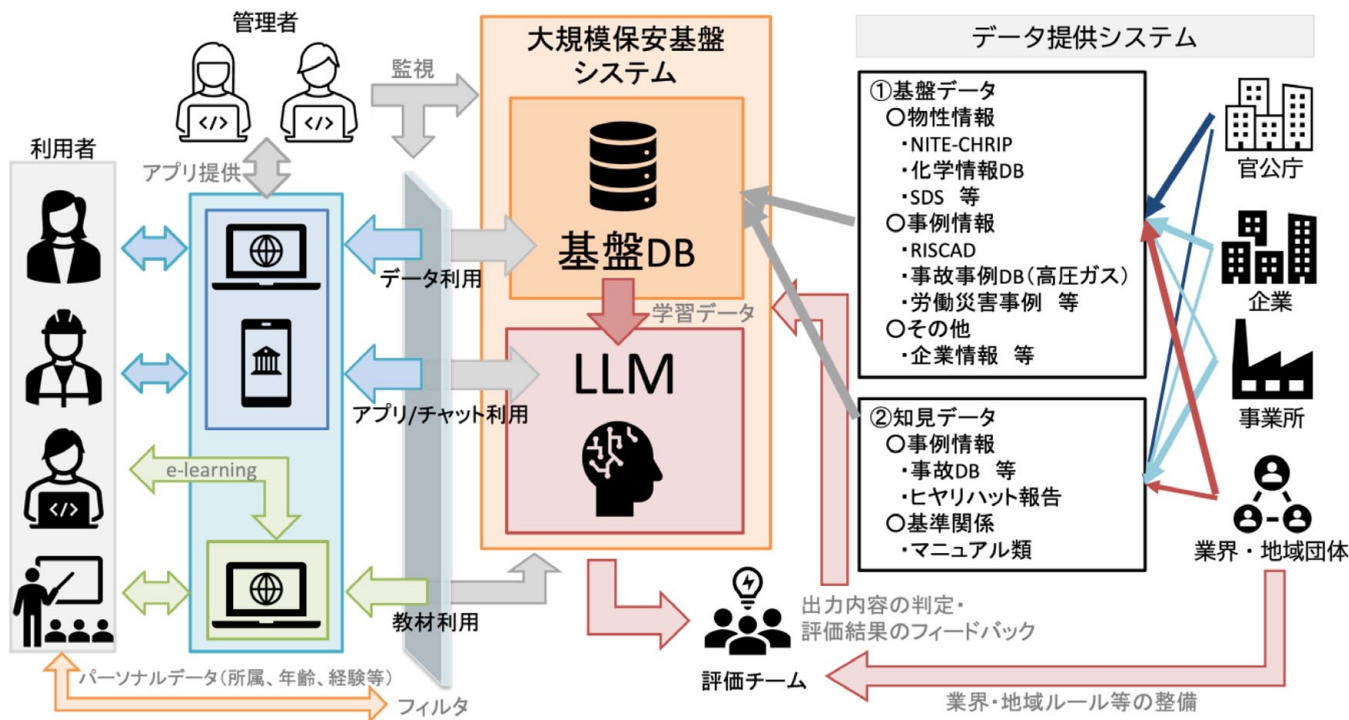 管理者
監視
利用者
アプリ提供
大規模保安基盤
システム
基盤DB
学習データ
LLM
データ利用
アプリ/チャット利用
e-learning
教材利用
パーソナルデータ（所属、年齢、経験等）
フィルタ
データ提供システム
①基盤データ
〇物性情報
・NITE-CHRIP
・化学情報DB
・SDS 等
〇事例情報
・RISCAD
・事故事例DB（高圧ガス）
・労働災害事例 等
〇その他
・企業情報 等
②知見データ
〇事例情報
・事故DB 等
・ヒヤリハット報告
〇基準関係
・マニュアル類
官公庁
企業
事業所
業界・地域団体
出力内容の判定・
評価結果のフィードバック
評価チーム
業界・地域ルール等の整備